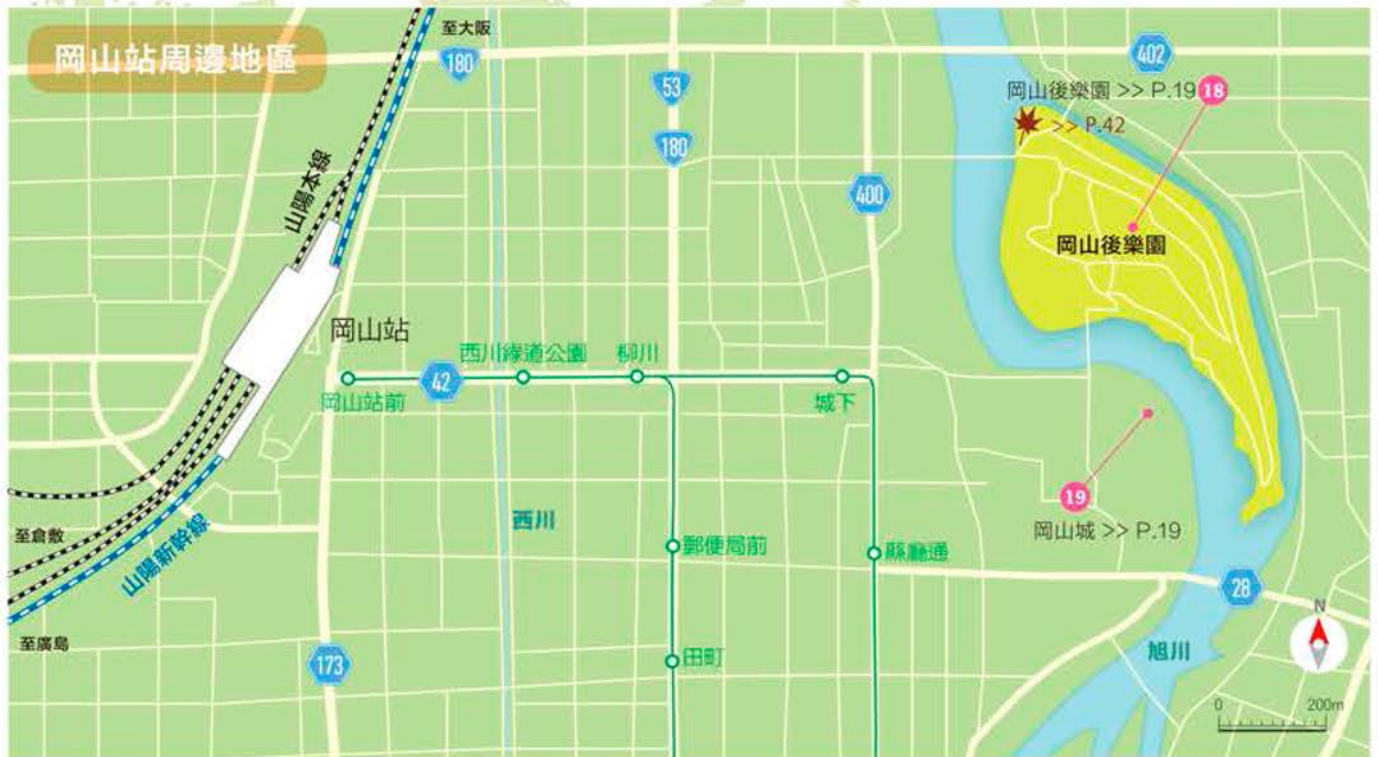 岡山站周邊地區
至大阪
180
53
180
402
400
岡山後樂園 >> P.19 18
>> P.42
山陽本線
岡山後樂園
岡山站
西川緣道公園
柳川
42
岡山站前
城下
19
岡山城 >> P.19
西川
郵便局前
縣廳通
至倉敷
山陽新幹線
28
N
至廣島
173
田町
旭川
0 200m